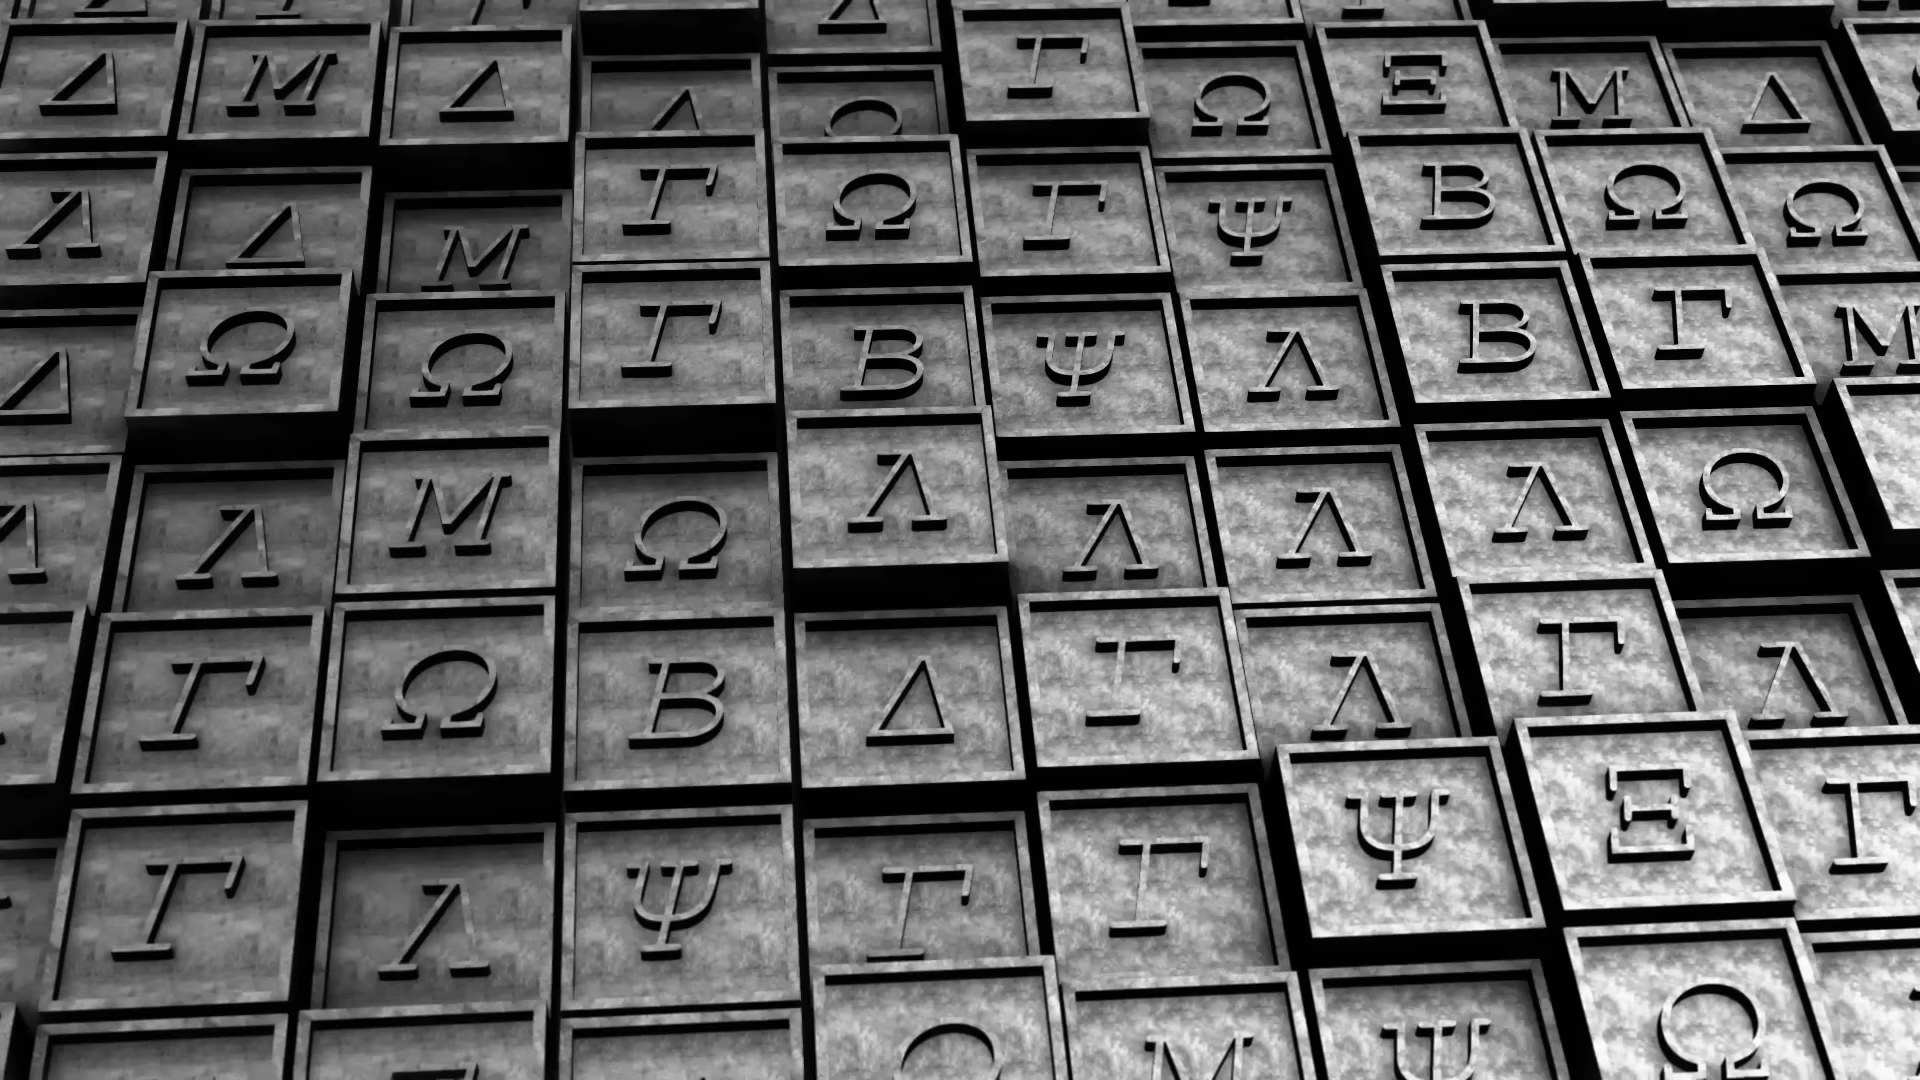 Δ Μ Δ Λ Ω Γ Ω Ξ Μ Δ
Λ Δ Μ Γ Ω Γ Ψ Β Ω Ω
Δ Ω Ω Γ Β Ψ Λ Β Γ Μ
Λ Λ Μ Ω Λ Λ Λ Λ Ω
Γ Ω Β Δ Γ Λ Γ Λ
Γ Λ Ψ Γ Γ Ψ Ξ Γ
Ω Μ Ψ Ω